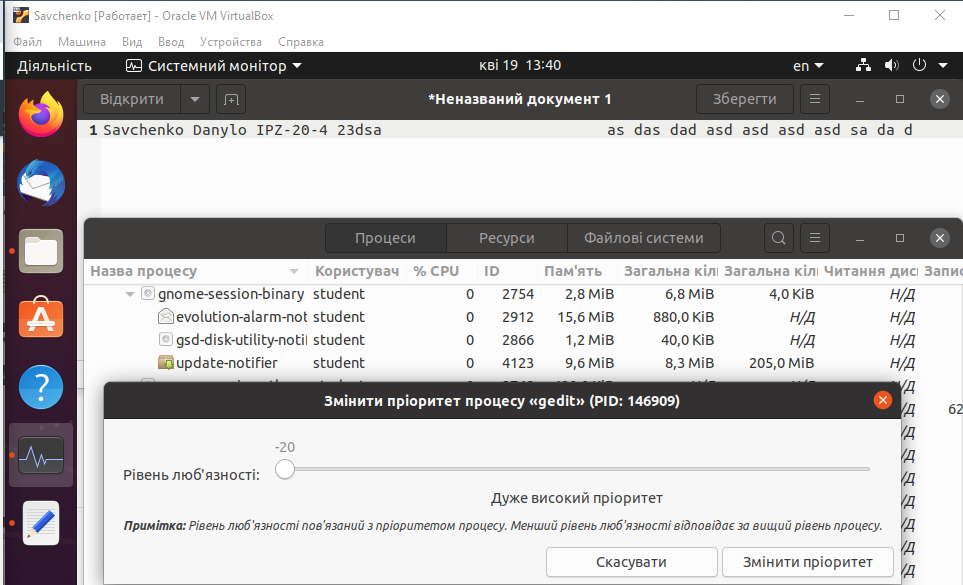 Savchenko [Работает] - Oracle VM VirtualBox
Файл Машина Вид Ввод Устройства Справка
Діяльність Системний монітор кві 19 13:40 en
Відкрити *Неназваний документ 1 Зберегти
1 Savchenko Danylo IPZ-20-4 23dsa as das dad asd asd asd asd sa da d
Процеси Ресурси Файлові системи
Назва процесу Користувач % CPU ID Пам'ять Загальна кіл Загальна кіл Читання дисн Запис
gnome-session-binary student 0 2754 2,8 MiB 6,8 MiB 4,0 KiB Н/Д
evolution-alarm-not student 0 2912 15,6 MiB 880,0 KiB Н/Д Н/Д
gsd-disk-utility-noti student 0 2866 1,2 MiB 40,0 KiB Н/Д Н/Д
update-notifier student 0 4123 9,6 MiB 8,3 MiB 205,0 MiB Н/Д
Змінити пріоритет процесу «gedit» (PID: 146909)
62
-20
Рівень люб'язності:
Дуже високий пріоритет
Примітка: Рівень люб'язності пов'язаний з пріоритетом процесу. Менший рівень люб'язності відповідає за вищий рівень процесу.
Скасувати Змінити пріоритет